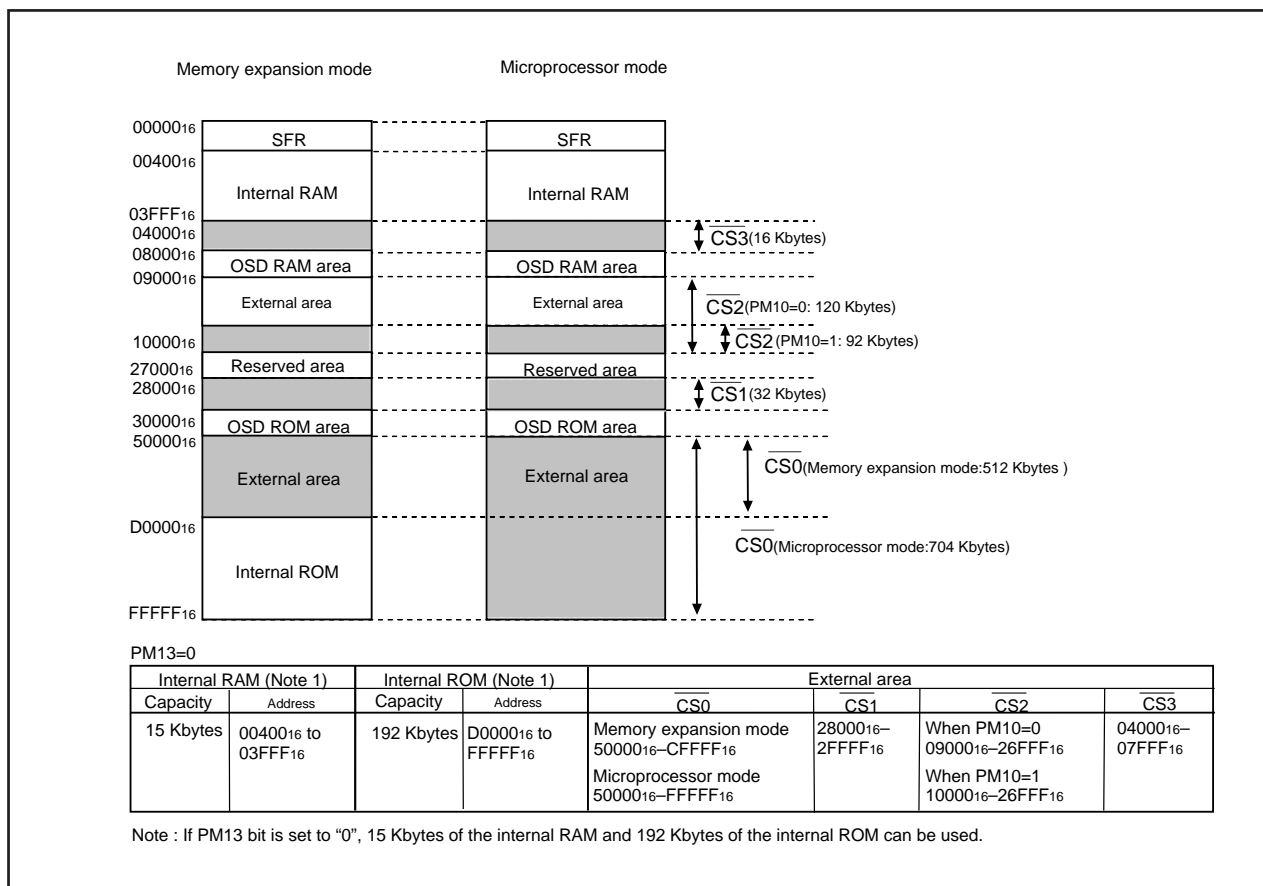 Memory expansion mode Microprocessor mode
00000₁₆ SFR SFR
00400₁₆
Internal RAM Internal RAM
03FFF₁₆
04000₁₆ CS3(16 Kbytes)
08000₁₆ OSD RAM area OSD RAM area
09000₁₆
External area External area CS2(PM10=0: 120 Kbytes)
10000₁₆ CS2 (PM10=1: 92 Kbytes)
27000₁₆ Reserved area Reserved area
28000₁₆ CS1(32 Kbytes)
30000₁₆ OSD ROM area OSD ROM area
50000₁₆
External area External area CS0(Memory expansion mode:512 Kbytes )
D0000₁₆
CS0(Microprocessor mode:704 Kbytes)
Internal ROM
FFFFF₁₆
PM13=0
Internal RAM (Note 1) Internal ROM (Note 1) External area
Capacity Address Capacity Address CS0 CS1 CS2 CS3
15 Kbytes 00400₁₆ to 192 Kbytes D0000₁₆ to Memory expansion mode 28000₁₆– When PM10=0 04000₁₆–
03FFF₁₆ FFFFF₁₆ 50000₁₆–CFFFF₁₆ 2FFFF₁₆ 09000₁₆–26FFF₁₆ 07FFF₁₆
Microprocessor mode When PM10=1
50000₁₆–FFFFF₁₆ 10000₁₆–26FFF₁₆
Note : If PM13 bit is set to “0”, 15 Kbytes of the internal RAM and 192 Kbytes of the internal ROM can be used.